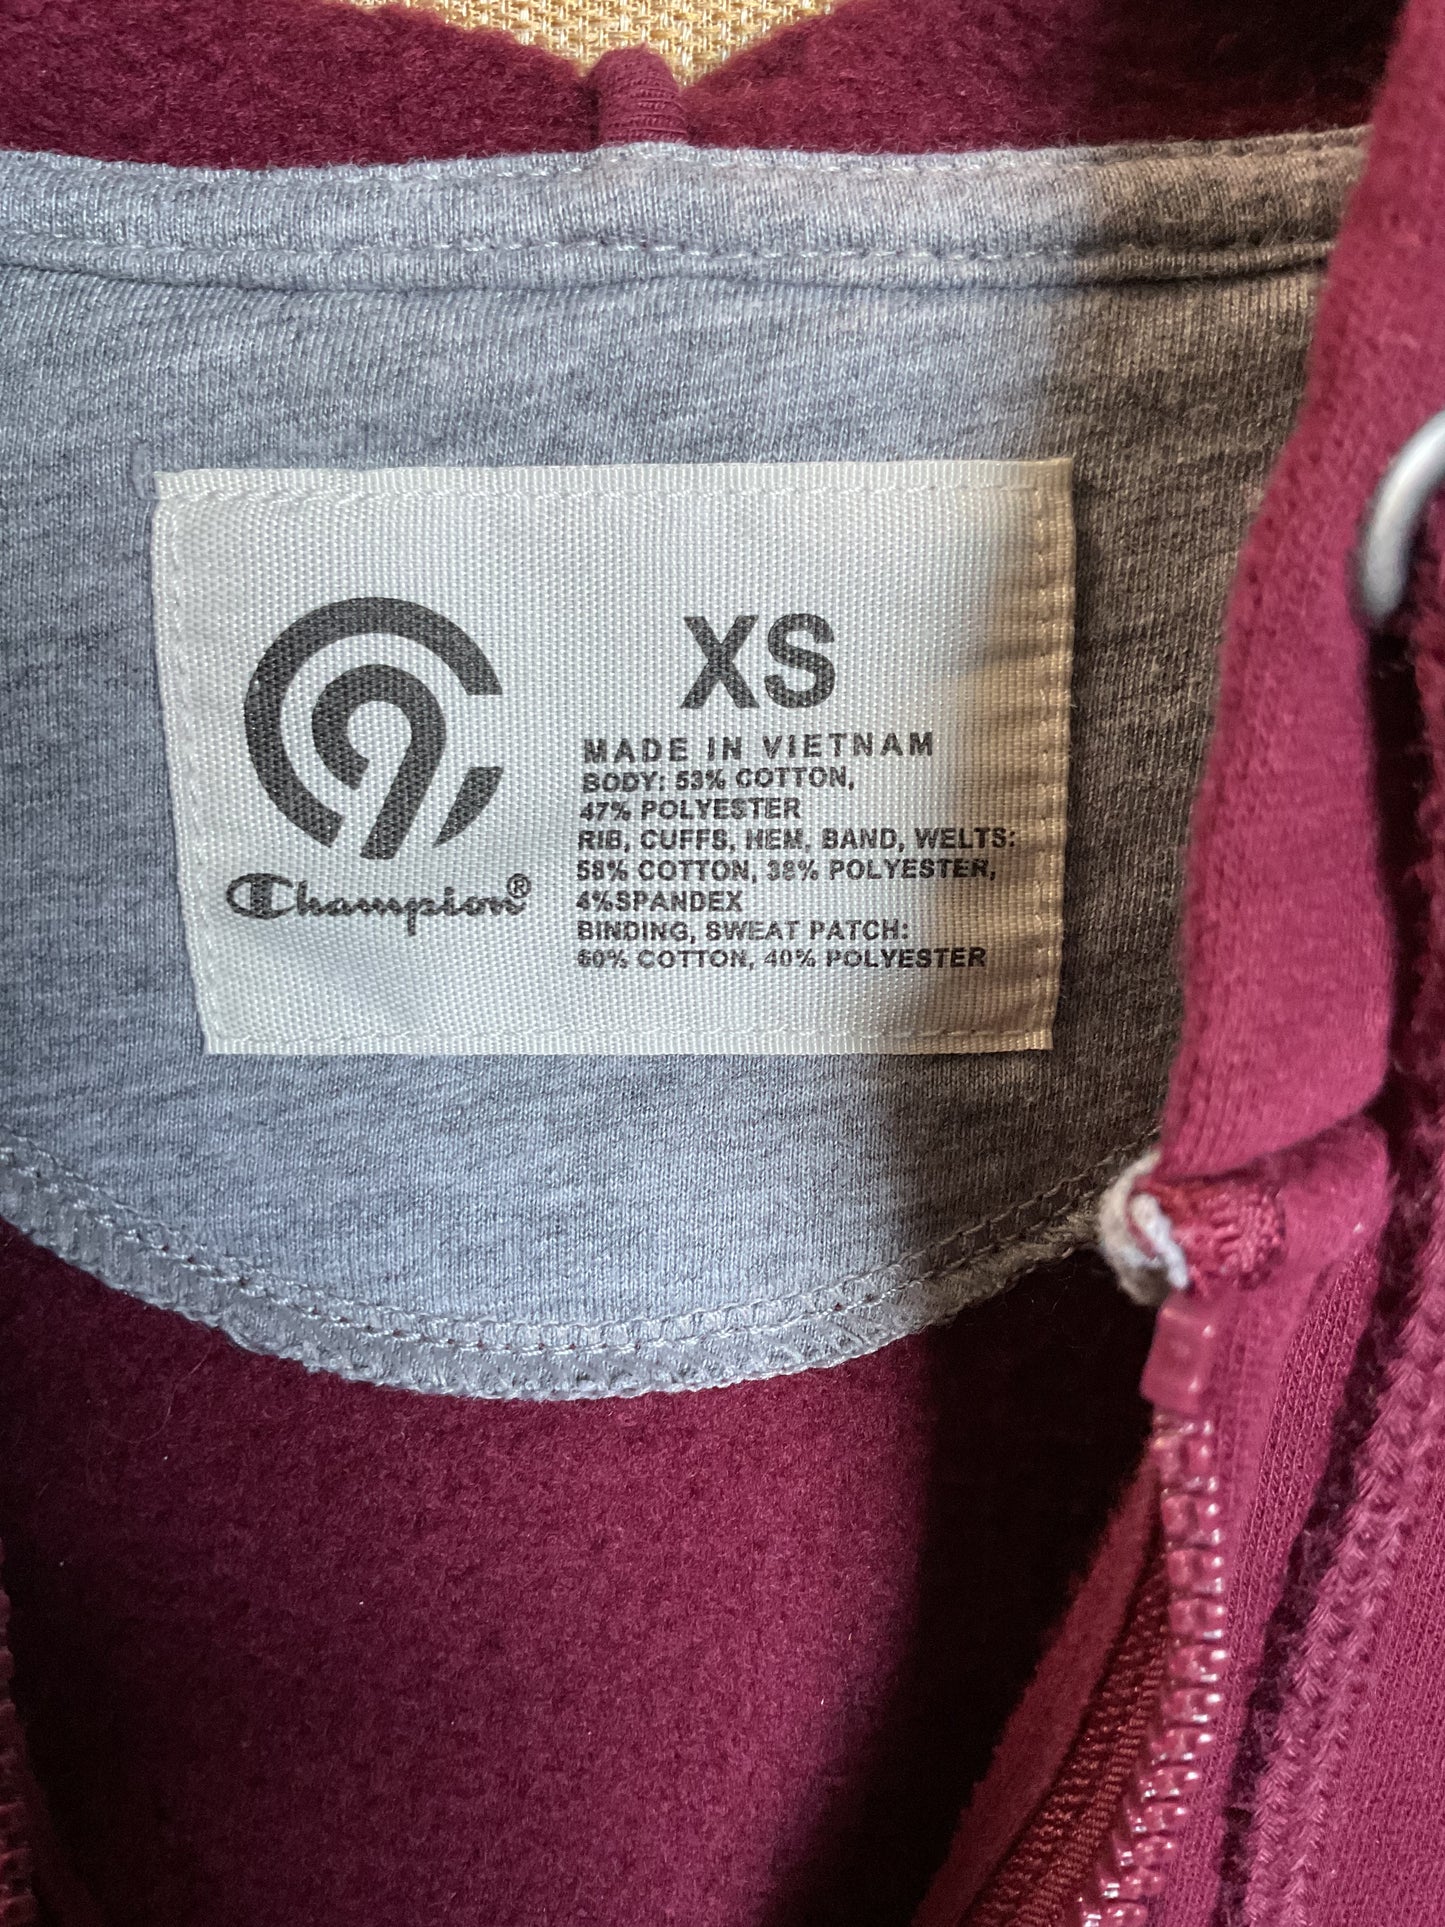 C9
Champion®
XS
MADE IN VIETNAM
BODY: 53% COTTON,
47% POLYESTER
RIB, CUFFS, HEM, BAND, WELTS:
58% COTTON, 38% POLYESTER,
4%SPANDEX
BINDING, SWEAT PATCH:
60% COTTON, 40% POLYESTER